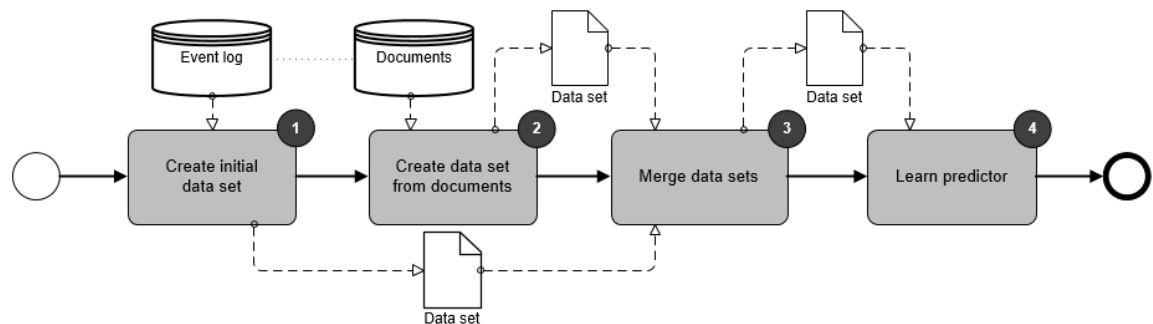 Event log
Documents
Data set
Data set
1
2
3
4
Create initial
data set
Create data set
from documents
Merge data sets
Learn predictor
Data set